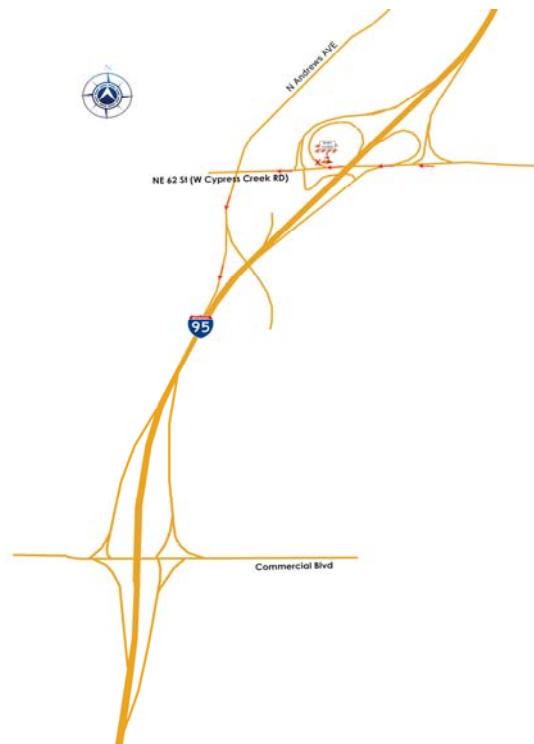 N
N Andrews AVE
NE 62 St (W Cypress Creek RD)
95
Commercial Blvd